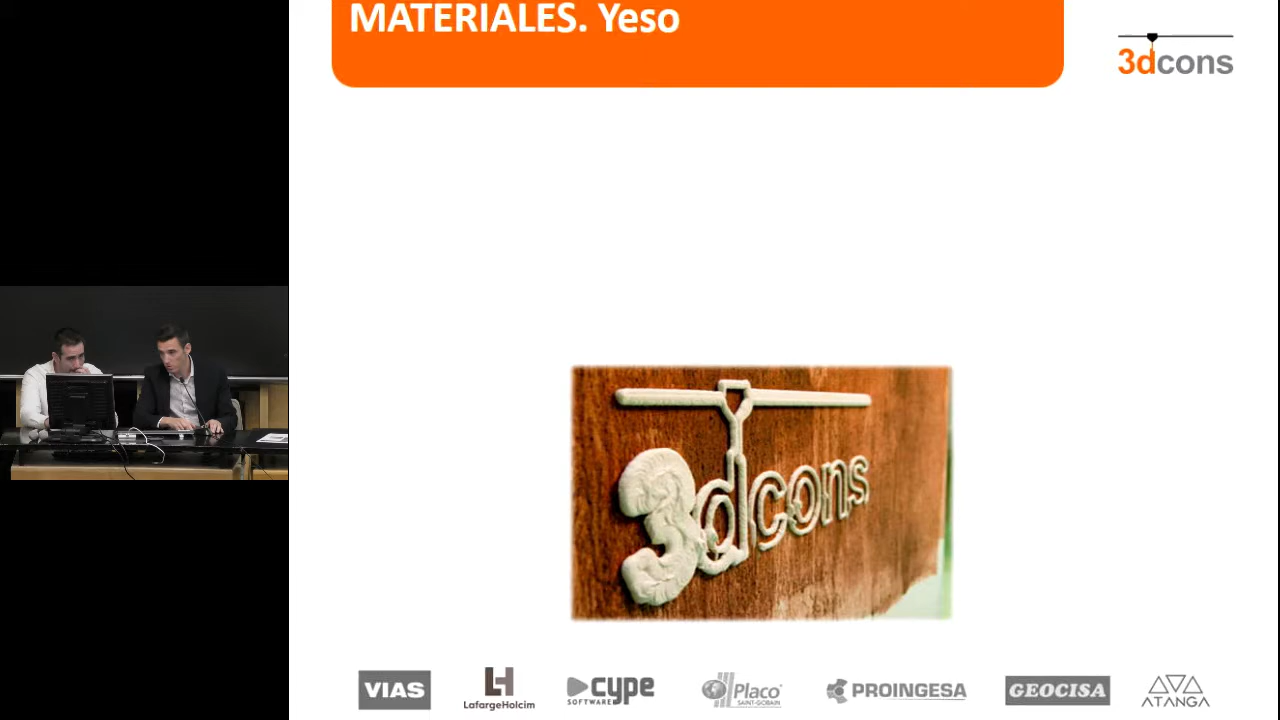 MATERIALES. Yeso
3dcons
3dcons
VIAS
LafargeHolcim
cype
SOFTWARE
Placo
SAINT-GOBAIN
PROINGESA
GEOCISA
ATANGA